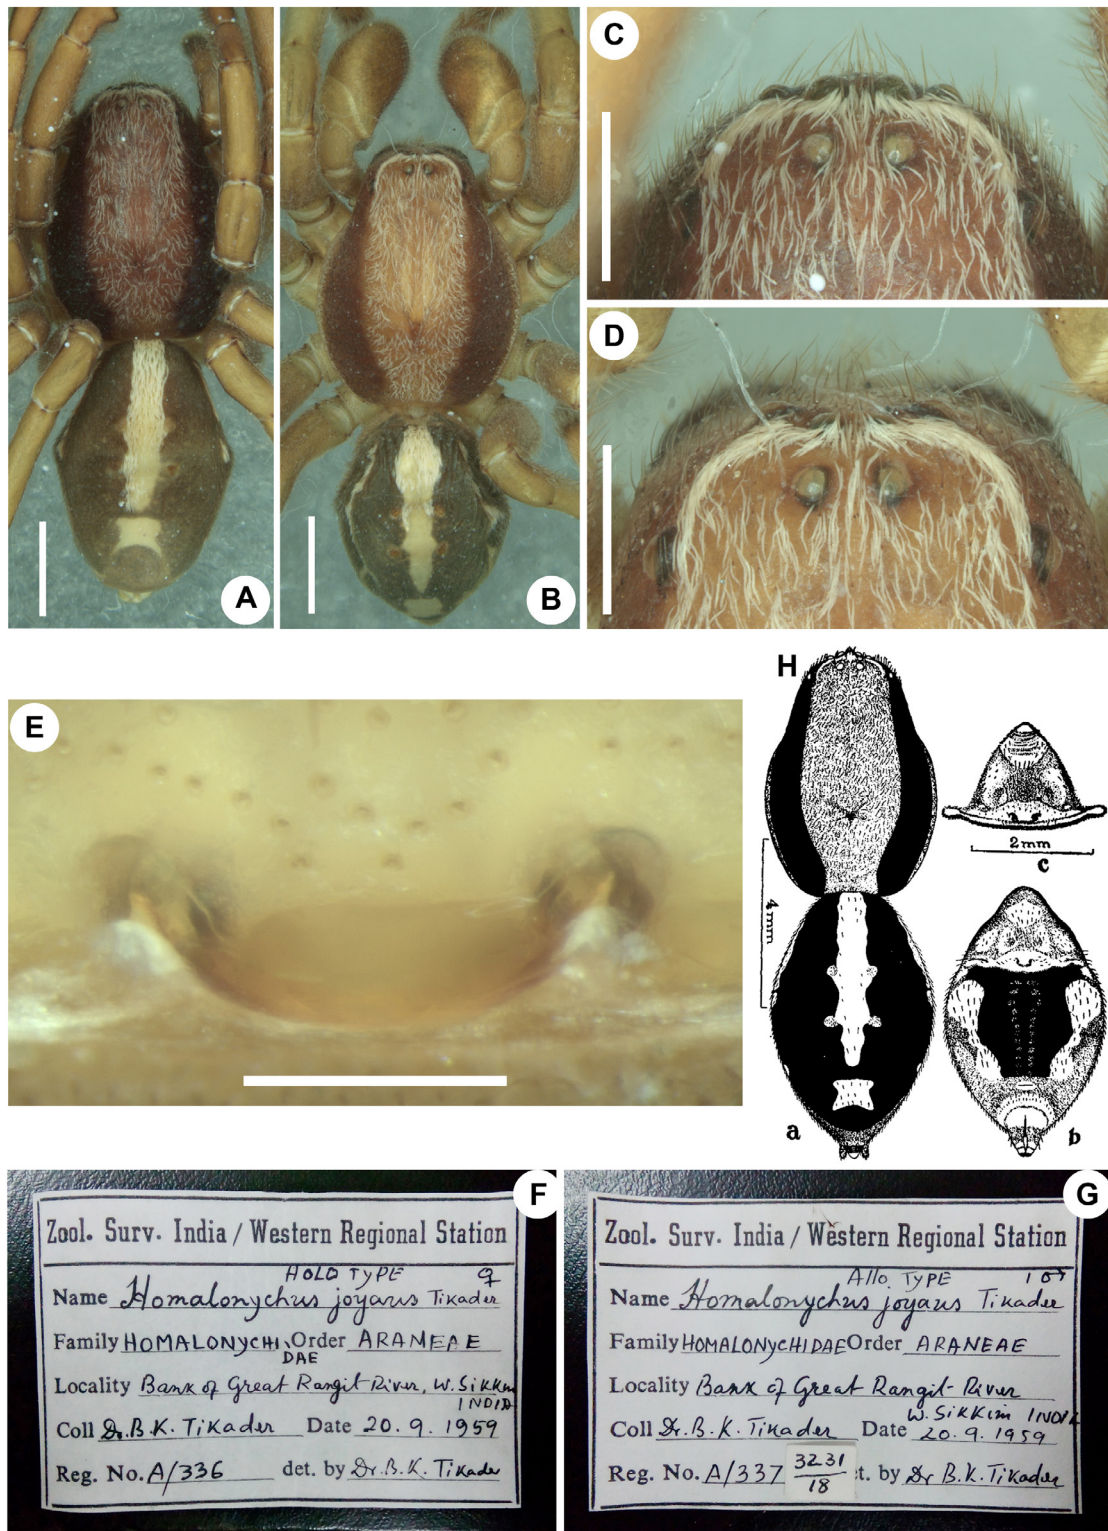 A
B
C
D
E
H
2mm
c
4mm
a
b
F
Zool. Surv. India / Western Regional Station
HOLO TYPE ♀
Name Homalonychus joyaus Tikader
Family HOMALONYCHIDAE Order ARANEAE
Locality Bank of Great Rangit River, W. SIKKIM
INDIA
Coll Dr. B. K. Tikader Date 20. 9. 1959
Reg. No. A/336 det. by Dr. B. K. Tikader
G
Zool. Surv. India / Western Regional Station
Allo. TYPE 1 ♂
Name Homalonychus joyaus Tikader
Family HOMALONYCHIDAE Order ARANEAE
Locality Bank of Great Rangit River
W. SIKKIM INDIA
Coll Dr. B. K. Tikader Date 20. 9. 1959
Reg. No. A/337 3231/18 t. by Dr B. K. Tikader